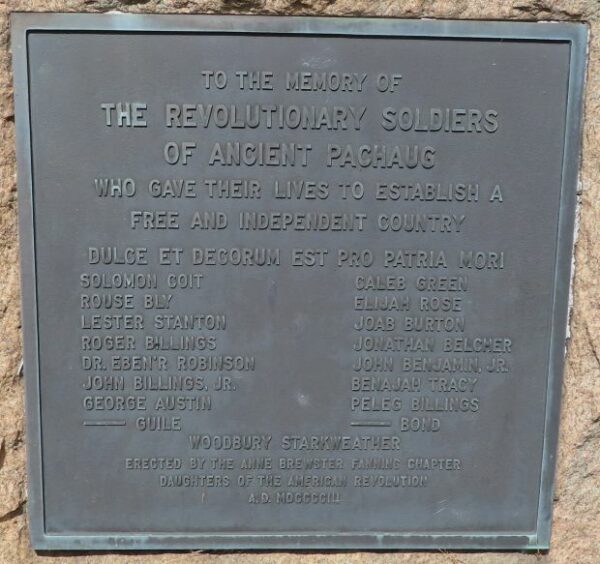 TO THE MEMORY OF
THE REVOLUTIONARY SOLDIERS
OF ANCIENT PACHAUG
WHO GAVE THEIR LIVES TO ESTABLISH A
FREE AND INDEPENDENT COUNTRY
DULCE ET DECORUM EST PRO PATRIA MORI
SOLOMON COIT CALEB GREEN
ROUSE BLY ELIJAH ROSE
LESTER STANTON JOAB BURTON
ROGER BILLINGS JONATHAN BELCHER
DR. EBEN'R ROBINSON JOHN BENJAMIN, JR.
JOHN BILLINGS, JR. BENAJAH TRACY
GEORGE AUSTIN PELEG BILLINGS
—— GUILE —— BOND
WOODBURY STARKWEATHER
ERECTED BY THE ANNE BREWSTER FANNING CHAPTER
DAUGHTERS OF THE AMERICAN REVOLUTION
A.D. MDCCCCIII